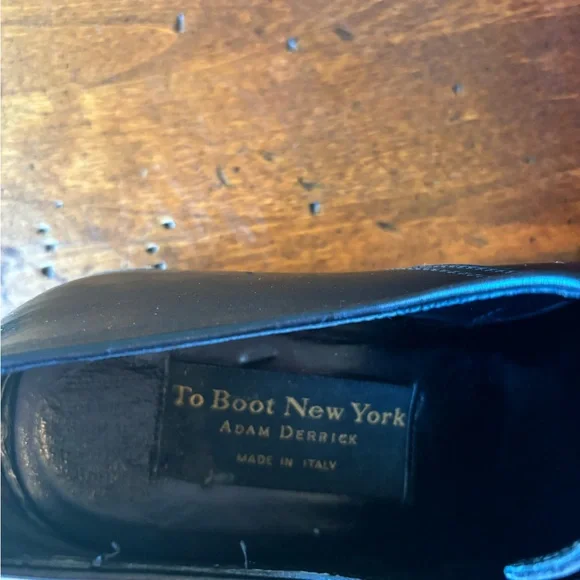 To Boot New York
ADAM DERRICK
MADE IN ITALY